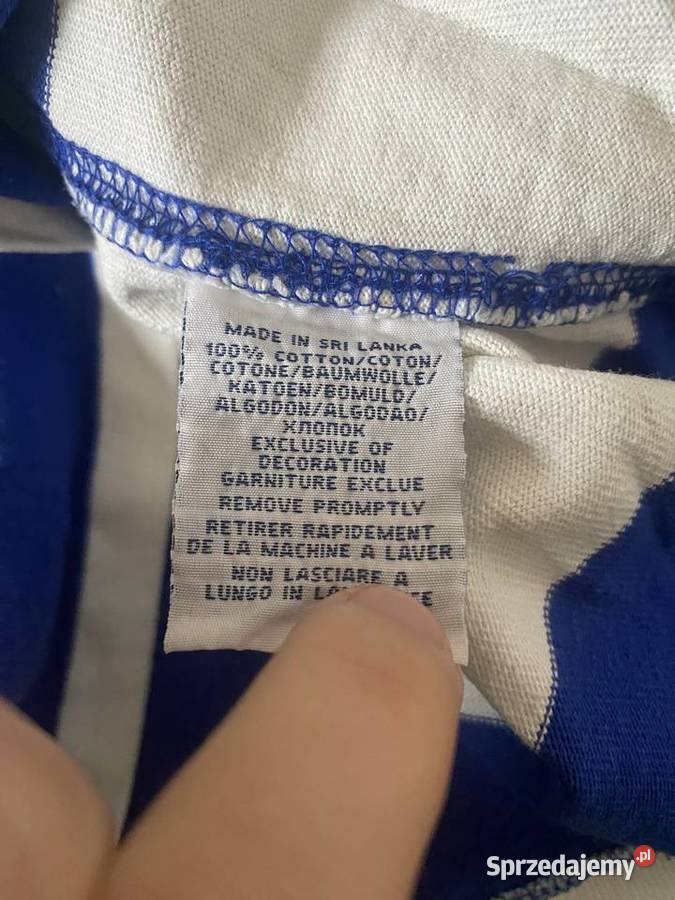 MADE IN SRI LANKA
100% COTTON/COTON/
COTONE/BAUMWOLLE/
KATOEN/BOMULD/
ALGODON/ALGODAO/
ХЛОПОК
EXCLUSIVE OF
DECORATION
GARNITURE EXCLUE
REMOVE PROMPTLY
RETIRER RAPIDEMENT
DE LA MACHINE A LAVER
NON LASCIARE A
LUNGO IN
Sprzedajemy.pl